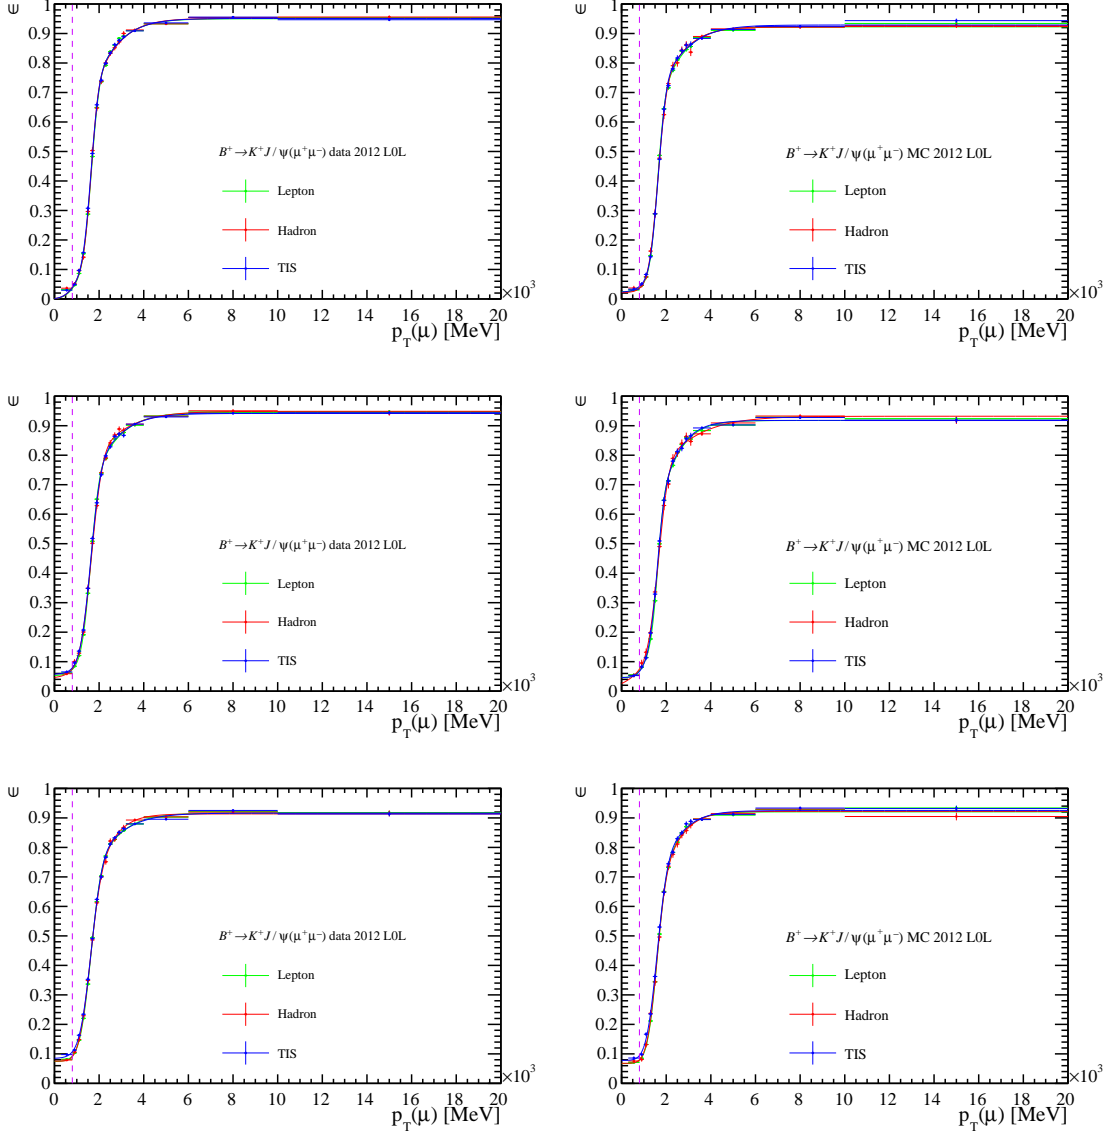 ∈
1
0.9
0.8
0.7
0.6
0.5
0.4
0.3
0.2
0.1
0
B⁺→K⁺J/ψ(μ⁺μ⁻) data 2012 L0L
Lepton
Hadron
TIS
0 2 4 6 8 10 12 14 16 18 20
×10³
p_T(μ) [MeV]
∈
1
0.9
0.8
0.7
0.6
0.5
0.4
0.3
0.2
0.1
0
B⁺→K⁺J/ψ(μ⁺μ⁻) MC 2012 L0L
Lepton
Hadron
TIS
0 2 4 6 8 10 12 14 16 18 20
×10³
p_T(μ) [MeV]
∈
1
0.9
0.8
0.7
0.6
0.5
0.4
0.3
0.2
0.1
0
B⁺→K⁺J/ψ(μ⁺μ⁻) data 2012 L0L
Lepton
Hadron
TIS
0 2 4 6 8 10 12 14 16 18 20
×10³
p_T(μ) [MeV]
∈
1
0.9
0.8
0.7
0.6
0.5
0.4
0.3
0.2
0.1
0
B⁺→K⁺J/ψ(μ⁺μ⁻) MC 2012 L0L
Lepton
Hadron
TIS
0 2 4 6 8 10 12 14 16 18 20
×10³
p_T(μ) [MeV]
∈
1
0.9
0.8
0.7
0.6
0.5
0.4
0.3
0.2
0.1
0
B⁺→K⁺J/ψ(μ⁺μ⁻) data 2012 L0L
Lepton
Hadron
TIS
0 2 4 6 8 10 12 14 16 18 20
×10³
p_T(μ) [MeV]
∈
1
0.9
0.8
0.7
0.6
0.5
0.4
0.3
0.2
0.1
0
B⁺→K⁺J/ψ(μ⁺μ⁻) MC 2012 L0L
Lepton
Hadron
TIS
0 2 4 6 8 10 12 14 16 18 20
×10³
p_T(μ) [MeV]